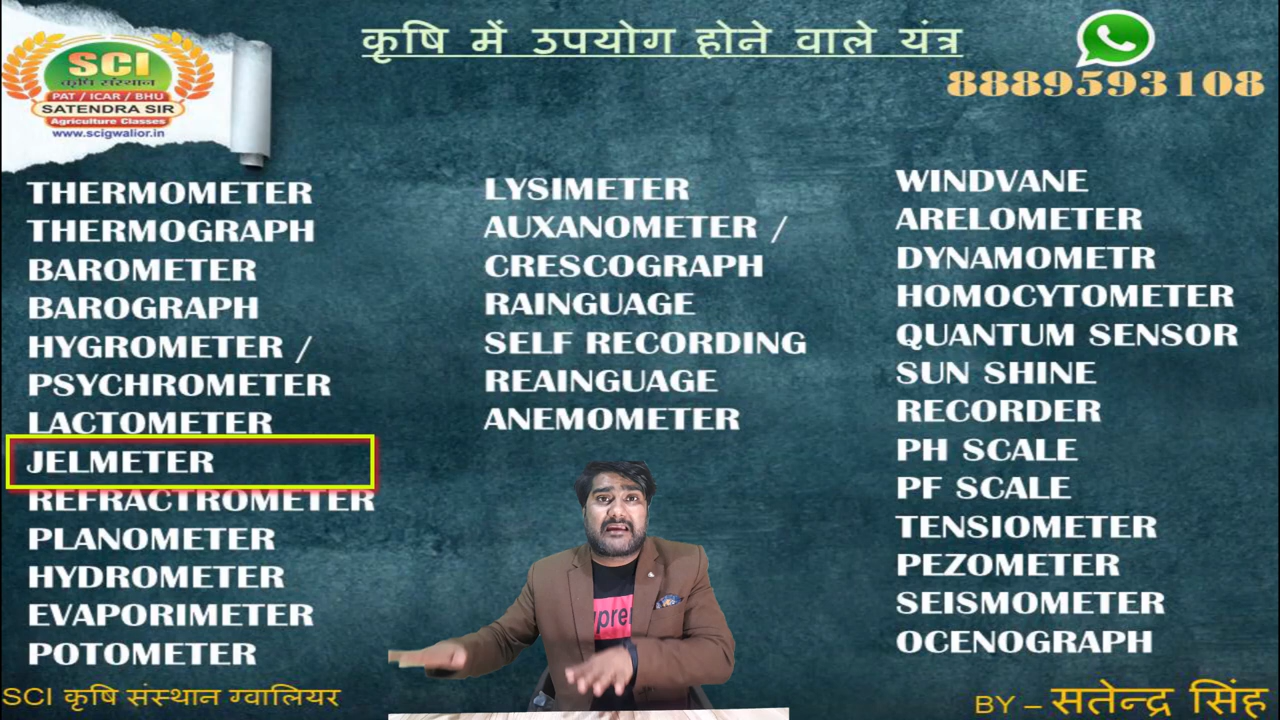 कृषि में उपयोग होने वाले यंत्र
8889593108
SCI
कृषि संस्थान
PAT / ICAR / BHU
SATENDRA SIR
Agriculture Classes
www.scigwalior.in
THERMOMETER
THERMOGRAPH
BAROMETER
BAROGRAPH
HYGROMETER /
PSYCHROMETER
LACTOMETER
JELMETER
REFRACTROMETER
PLANOMETER
HYDROMETER
EVAPORIMETER
POTOMETER
LYSIMETER
AUXANOMETER /
CRESCOGRAPH
RAINGUAGE
SELF RECORDING
REAINGUAGE
ANEMOMETER
WINDVANE
ARELOMETER
DYNAMOMETR
HOMOCYTOMETER
QUANTUM SENSOR
SUN SHINE
RECORDER
PH SCALE
PF SCALE
TENSIOMETER
PEZOMETER
SEISMOMETER
OCENOGRAPH
SCI कृषि संस्थान ग्वालियर
BY – सतेन्द्र सिंह